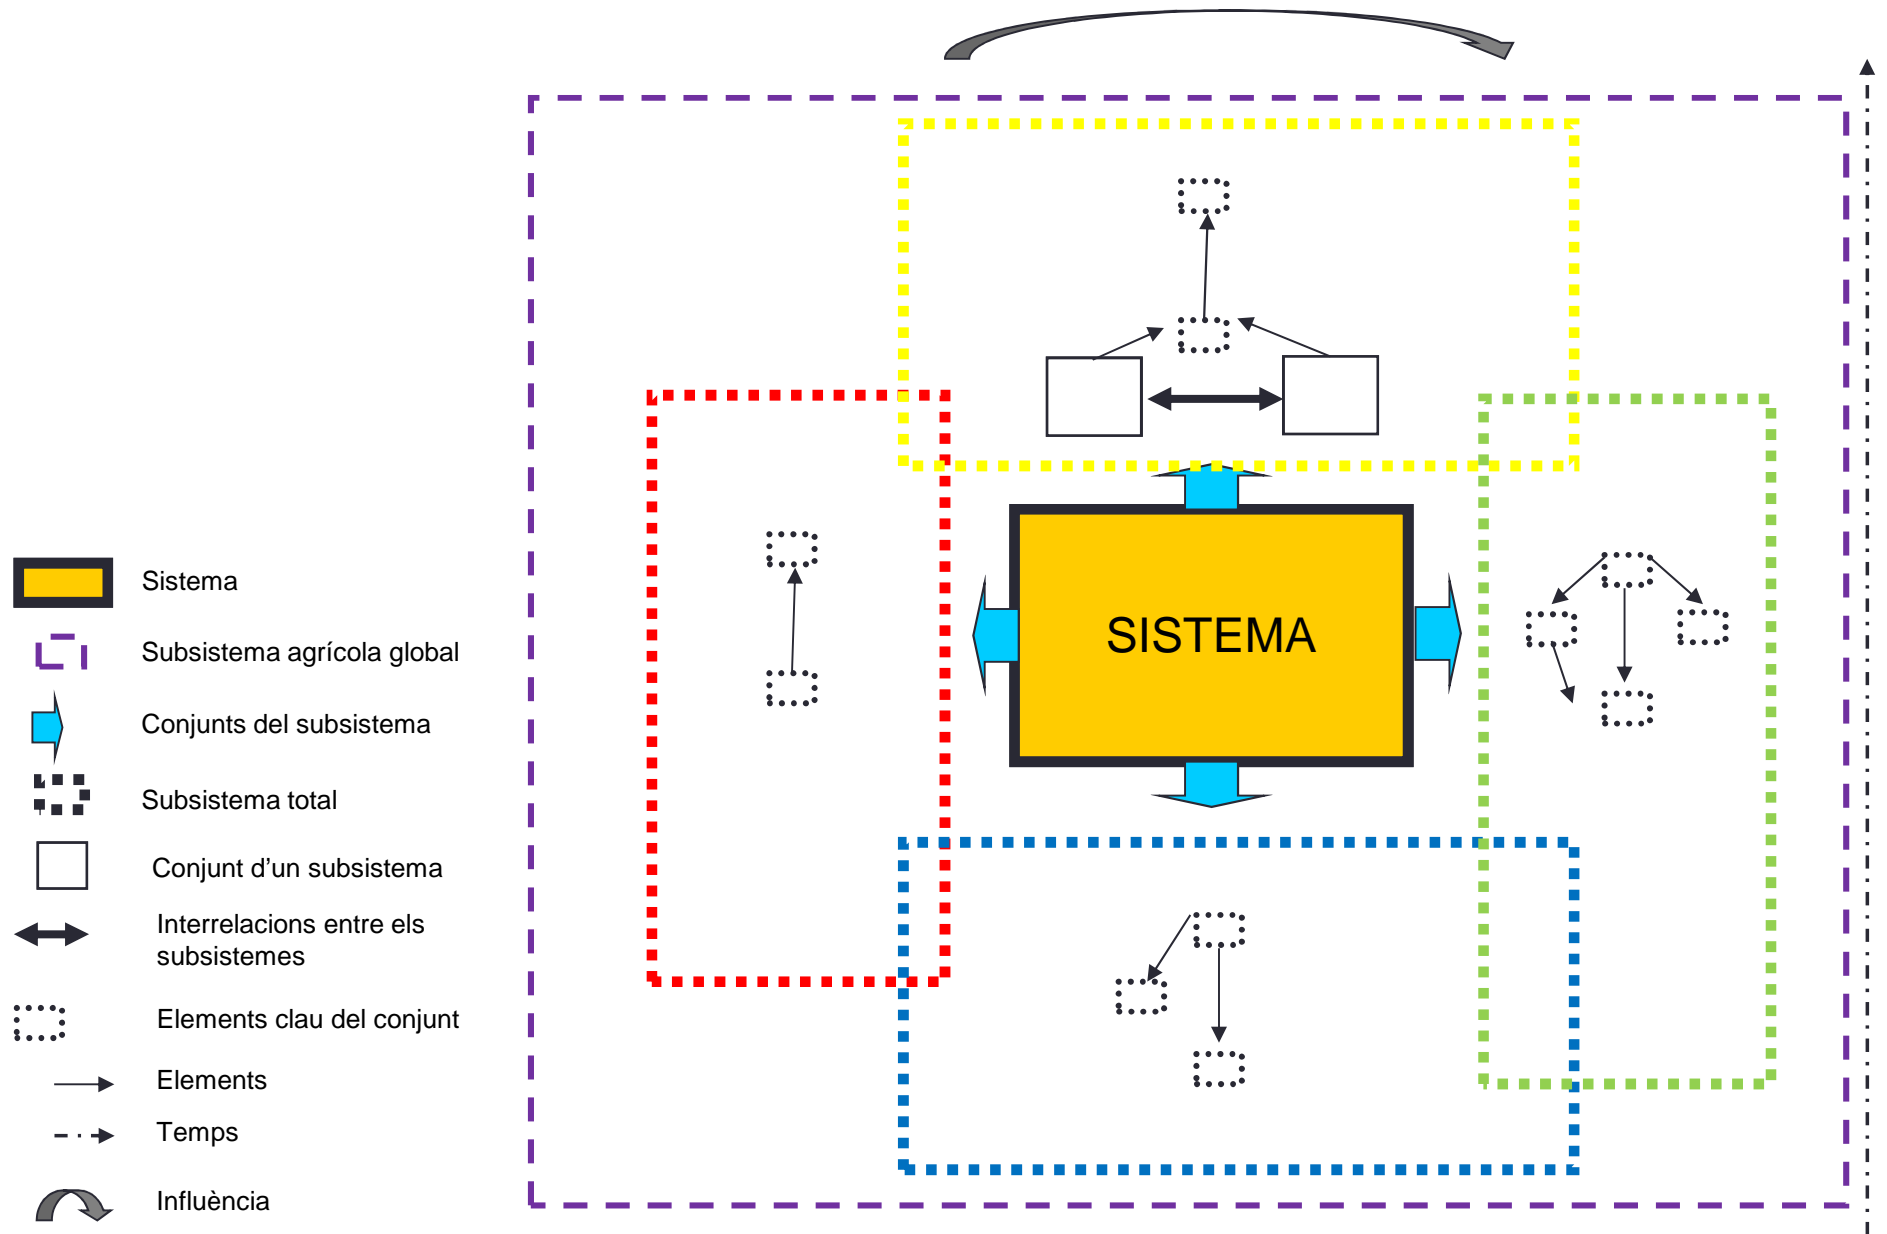 SISTEMA
Sistema
Subsistema agrícola global
Conjunts del subsistema
Subsistema total
Conjunt d’un subsistema
Interrelacions entre els
subsistemes
Elements clau del conjunt
Elements
Temps
Influència